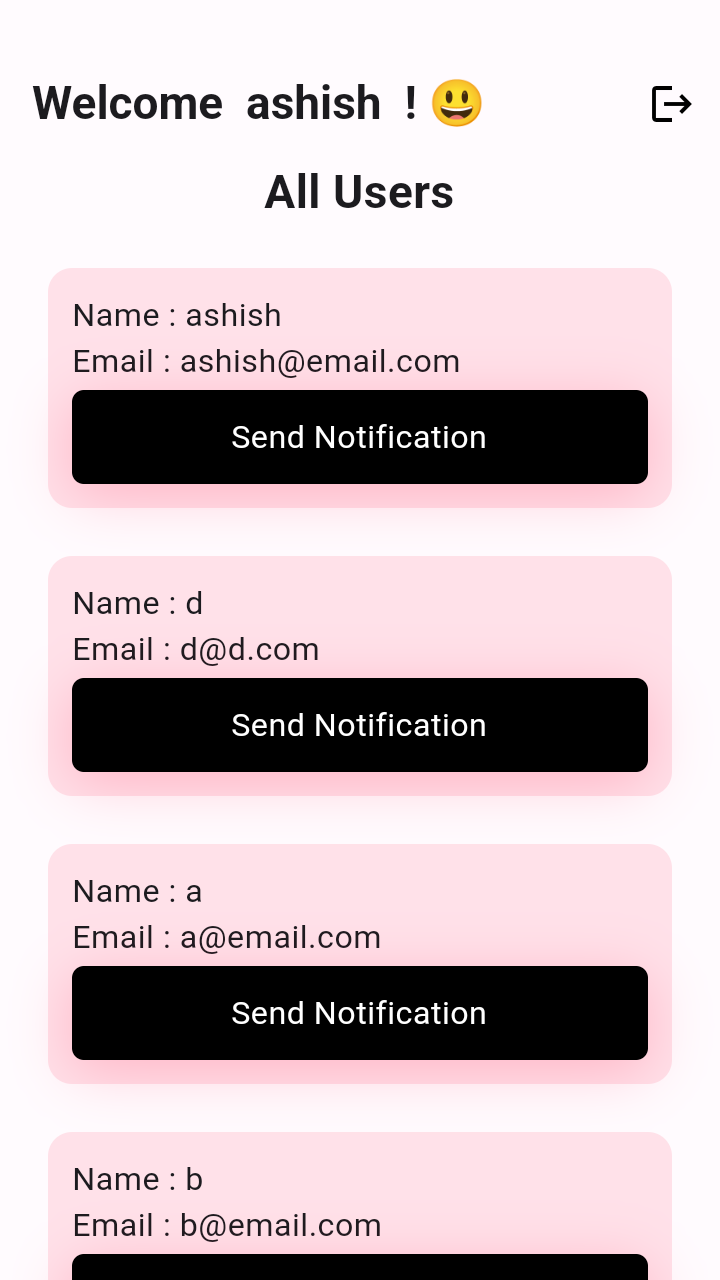 Welcome ashish ! 😃
All Users
Name : ashish
Email : ashish@email.com
Send Notification
Name : d
Email : d@d.com
Send Notification
Name : a
Email : a@email.com
Send Notification
Name : b
Email : b@email.com